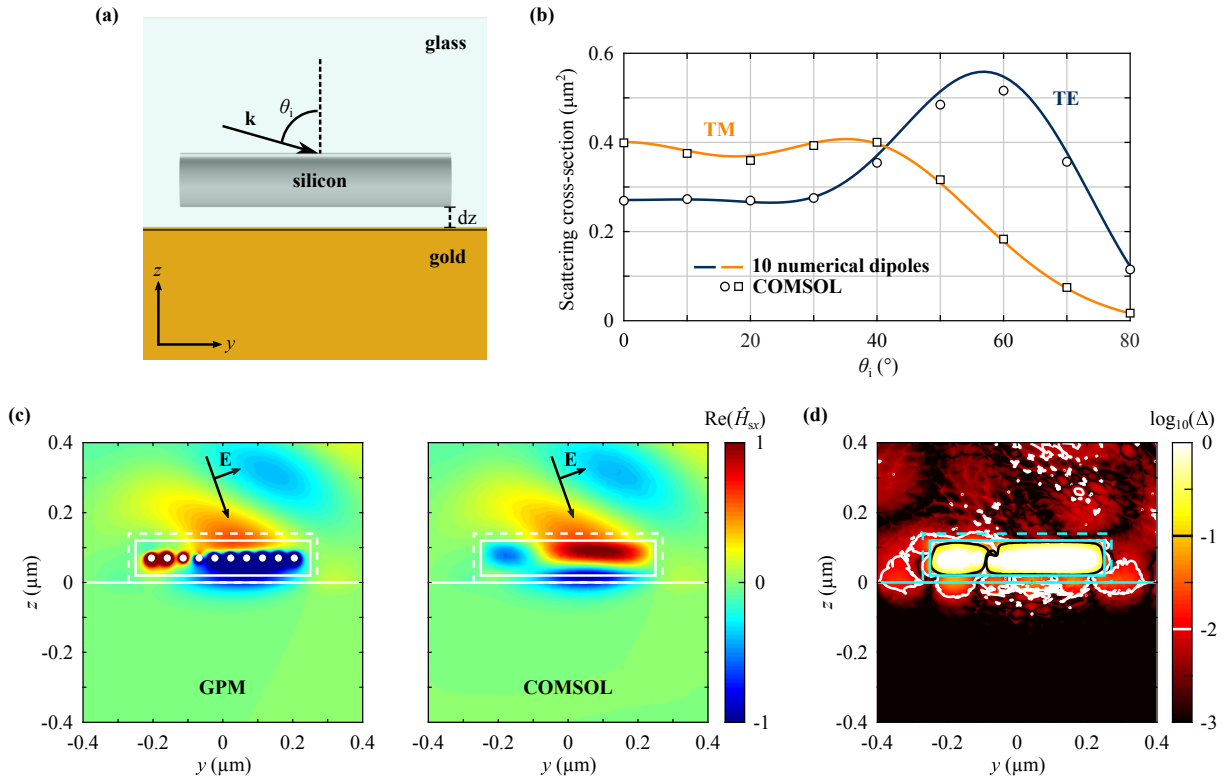 (a)
glass
θi
k
silicon
dz
gold
z
y
(b)
Scattering cross-section (μm²)
0.6
0.4
0.2
0
TM
TE
10 numerical dipoles
COMSOL
0 20 40 60 80
θi (°)
(c)
Re(Ĥsx)
0.4
0.2
0
-0.2
-0.4
z (μm)
E
GPM
-0.4 -0.2 0 0.2 0.4
y (μm)
E
COMSOL
-0.4 -0.2 0 0.2 0.4
y (μm)
1
0
-1
(d)
log10(Δ)
0.4
0.2
0
-0.2
-0.4
z (μm)
-0.4 -0.2 0 0.2 0.4
y (μm)
0
-1
-2
-3